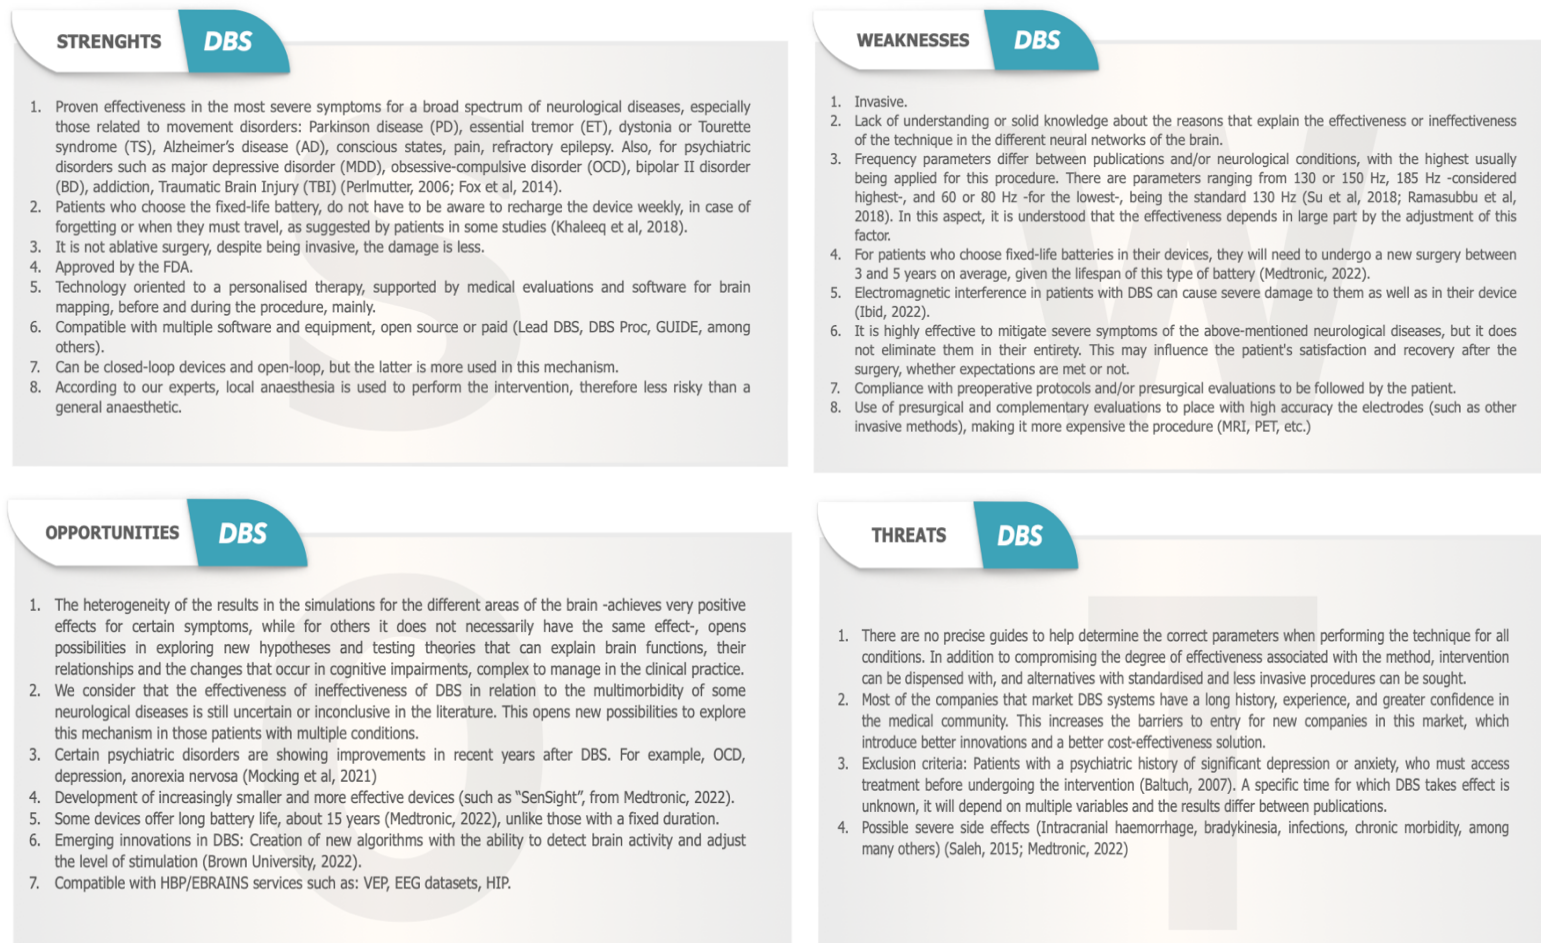 STRENGHTS DBS
1. Proven effectiveness in the most severe symptoms for a broad spectrum of neurological diseases, especially
those related to movement disorders: Parkinson disease (PD), essential tremor (ET), dystonia or Tourette
syndrome (TS), Alzheimer's disease (AD), conscious states, pain, refractory epilepsy. Also, for psychiatric
disorders such as major depressive disorder (MDD), obsessive-compulsive disorder (OCD), bipolar II disorder
(BD), addiction, Traumatic Brain Injury (TBI) (Perlmutter, 2006; Fox et al, 2014).
2. Patients who choose the fixed-life battery, do not have to be aware to recharge the device weekly, in case of
forgetting or when they must travel, as suggested by patients in some studies (Khaleeq et al, 2018).
3. It is not ablative surgery, despite being invasive, the damage is less.
4. Approved by the FDA.
5. Technology oriented to a personalised therapy, supported by medical evaluations and software for brain
mapping, before and during the procedure, mainly.
6. Compatible with multiple software and equipment, open source or paid (Lead DBS, DBS Proc, GUIDE, among
others).
7. Can be closed-loop devices and open-loop, but the latter is more used in this mechanism.
8. According to our experts, local anaesthesia is used to perform the intervention, therefore less risky than a
general anaesthetic.
WEAKNESSES DBS
1. Invasive.
2. Lack of understanding or solid knowledge about the reasons that explain the effectiveness or ineffectiveness
of the technique in the different neural networks of the brain.
3. Frequency parameters differ between publications and/or neurological conditions, with the highest usually
being applied for this procedure. There are parameters ranging from 130 or 150 Hz, 185 Hz -considered
highest-, and 60 or 80 Hz -for the lowest-, being the standard 130 Hz (Su et al, 2018; Ramasubbu et al,
2018). In this aspect, it is understood that the effectiveness depends in large part by the adjustment of this
factor.
4. For patients who choose fixed-life batteries in their devices, they will need to undergo a new surgery between
3 and 5 years on average, given the lifespan of this type of battery (Medtronic, 2022).
5. Electromagnetic interference in patients with DBS can cause severe damage to them as well as in their device
(Ibid, 2022).
6. It is highly effective to mitigate severe symptoms of the above-mentioned neurological diseases, but it does
not eliminate them in their entirety. This may influence the patient's satisfaction and recovery after the
surgery, whether expectations are met or not.
7. Compliance with preoperative protocols and/or presurgical evaluations to be followed by the patient.
8. Use of presurgical and complementary evaluations to place with high accuracy the electrodes (such as other
invasive methods), making it more expensive the procedure (MRI, PET, etc.)
OPPORTUNITIES DBS
1. The heterogeneity of the results in the simulations for the different areas of the brain -achieves very positive
effects for certain symptoms, while for others it does not necessarily have the same effect-, opens
possibilities in exploring new hypotheses and testing theories that can explain brain functions, their
relationships and the changes that occur in cognitive impairments, complex to manage in the clinical practice.
2. We consider that the effectiveness of ineffectiveness of DBS in relation to the multimorbidity of some
neurological diseases is still uncertain or inconclusive in the literature. This opens new possibilities to explore
this mechanism in those patients with multiple conditions.
3. Certain psychiatric disorders are showing improvements in recent years after DBS. For example, OCD,
depression, anorexia nervosa (Mocking et al, 2021)
4. Development of increasingly smaller and more effective devices (such as "SenSight", from Medtronic, 2022).
5. Some devices offer long battery life, about 15 years (Medtronic, 2022), unlike those with a fixed duration.
6. Emerging innovations in DBS: Creation of new algorithms with the ability to detect brain activity and adjust
the level of stimulation (Brown University, 2022).
7. Compatible with HBP/EBRAINS services such as: VEP, EEG datasets, HIP.
THREATS DBS
1. There are no precise guides to help determine the correct parameters when performing the technique for all
conditions. In addition to compromising the degree of effectiveness associated with the method, intervention
can be dispensed with, and alternatives with standardised and less invasive procedures can be sought.
2. Most of the companies that market DBS systems have a long history, experience, and greater confidence in
the medical community. This increases the barriers to entry for new companies in this market, which
introduce better innovations and a better cost-effectiveness solution.
3. Exclusion criteria: Patients with a psychiatric history of significant depression or anxiety, who must access
treatment before undergoing the intervention (Baltuch, 2007). A specific time for which DBS takes effect is
unknown, it will depend on multiple variables and the results differ between publications.
4. Possible severe side effects (Intracranial haemorrhage, bradykinesia, infections, chronic morbidity, among
many others) (Saleh, 2015; Medtronic, 2022)